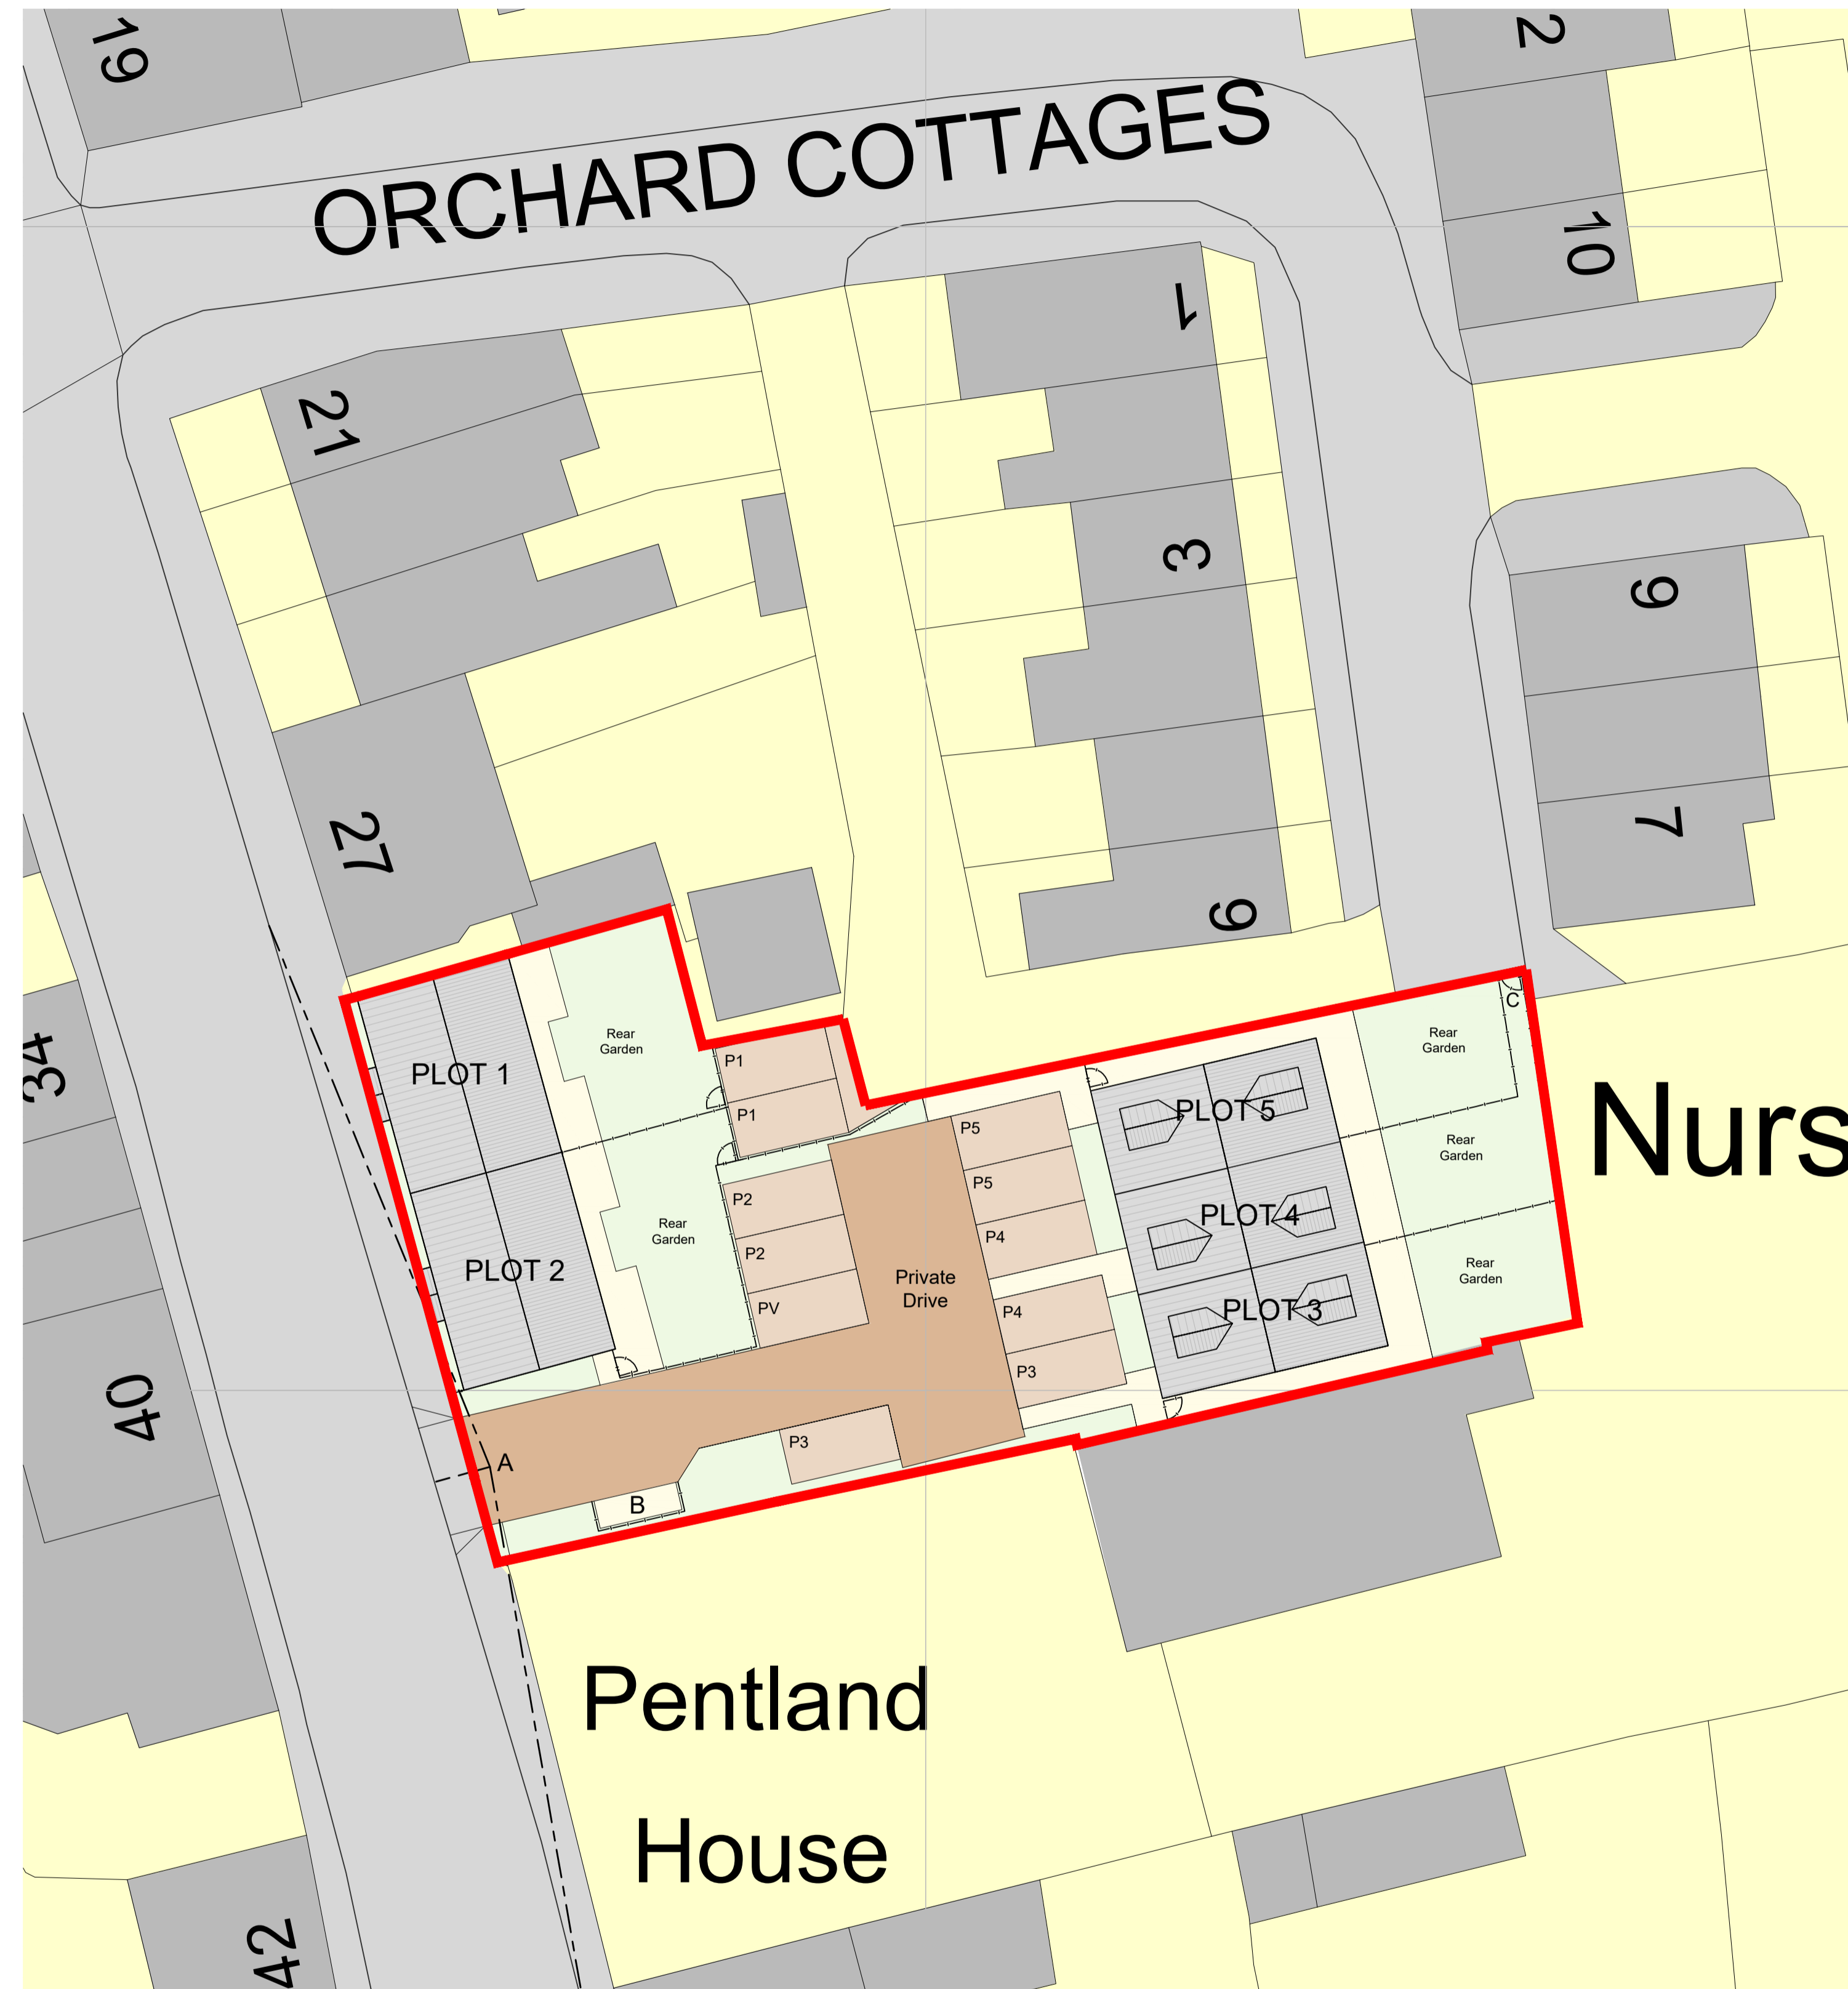 19
2
ORCHARD COTTAGES
10
1
21
3
9
7
27
6
34
Rear
Garden
P1
PLOT 1
P1
C
Rear
Garden
Nurs
PLOT 5
P5
P5
Rear
Garden
P2
P2
Rear
Garden
PLOT 4
P4
PLOT 2
Private
Drive
Rear
Garden
PV
P4
PLOT 3
P3
40
P3
A
B
Pentland
House
42